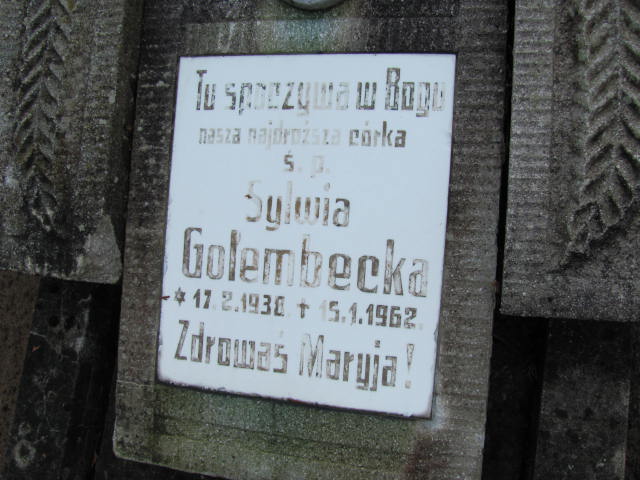 Tu spoczywa w Bogu
nasza najdroższa córka
ś. p.
Sylwia
Golembecka
* 17.2.1930. + 15.1.1962.
Zdrowaś Maryja!